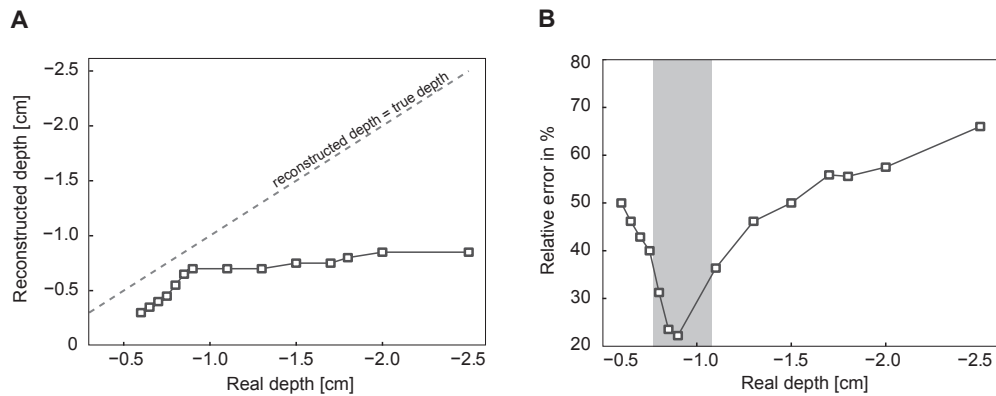 A
−2.5
−2.0
−1.5
−1.0
−0.5
0
Reconstructed depth [cm]
reconstructed depth = true depth
−0.5 −1.0 −1.5 −2.0 −2.5
Real depth [cm]
B
80
70
60
50
40
30
20
Relative error in %
−0.5 −1.0 −1.5 −2.0 −2.5
Real depth [cm]